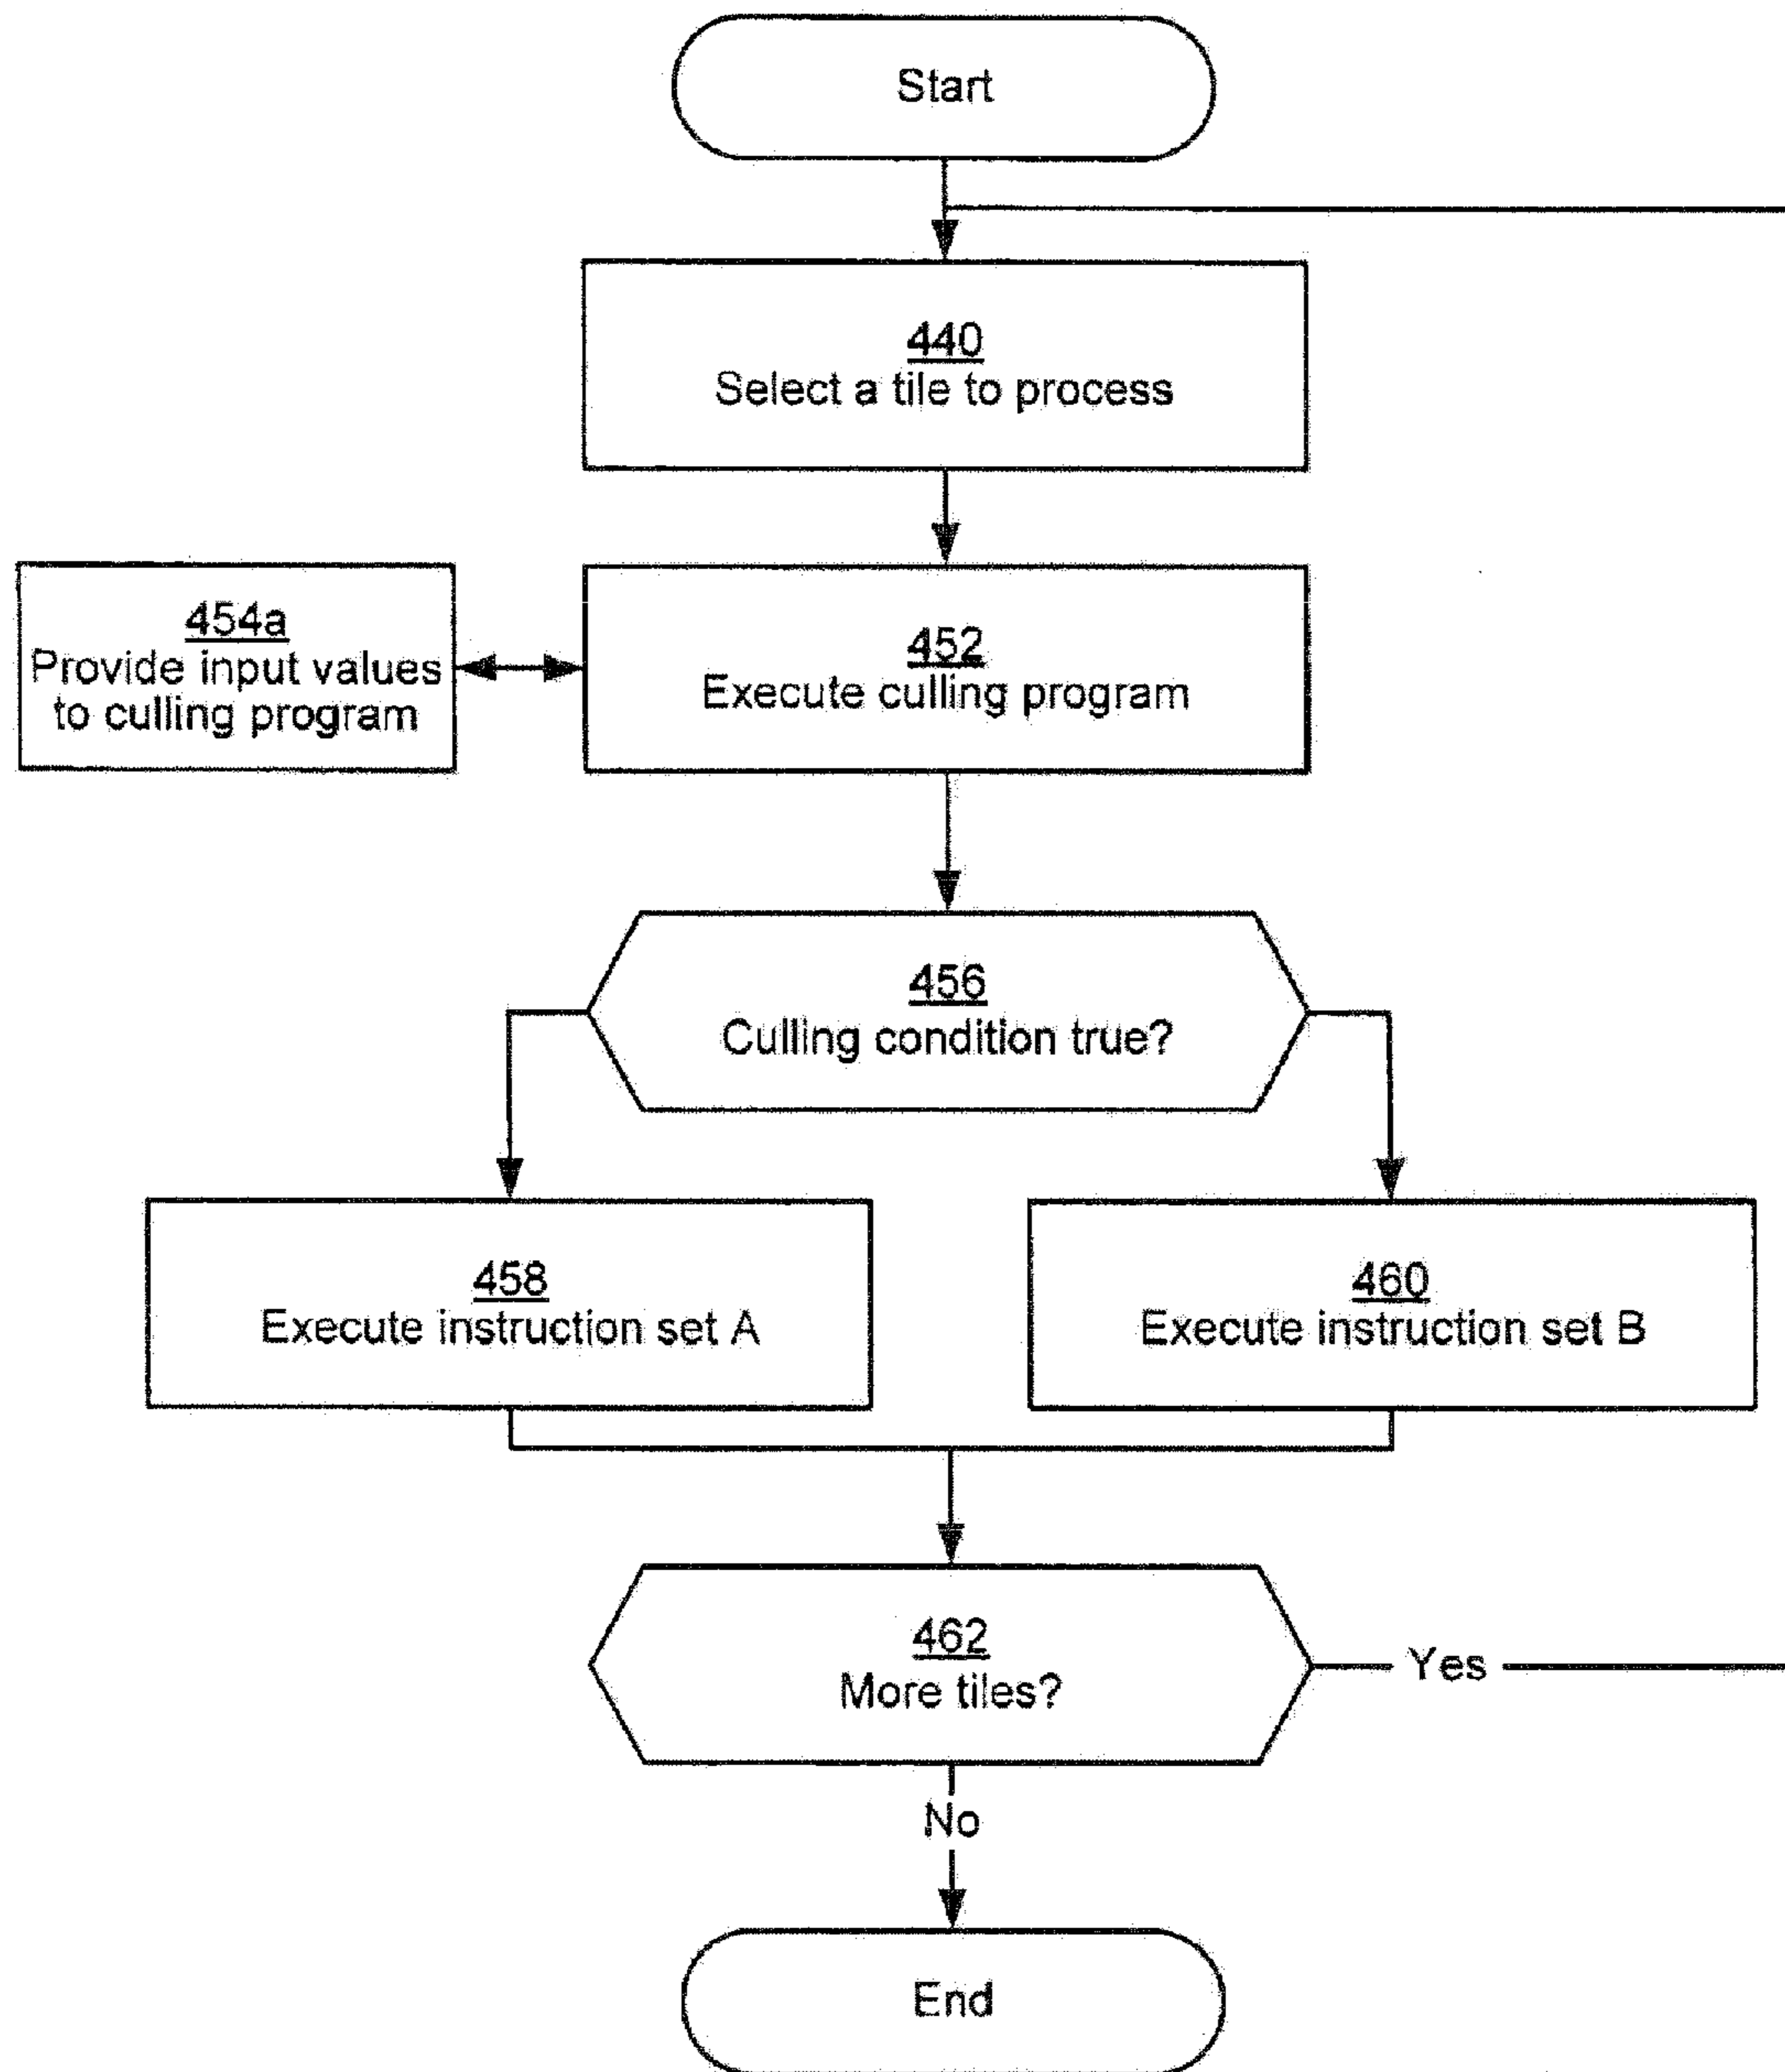 Start
440
Select a tile to process
454a
Provide input values
to culling program
452
Execute culling program
456
Culling condition true?
458
Execute instruction set A
460
Execute instruction set B
462
More tiles?
Yes
No
End